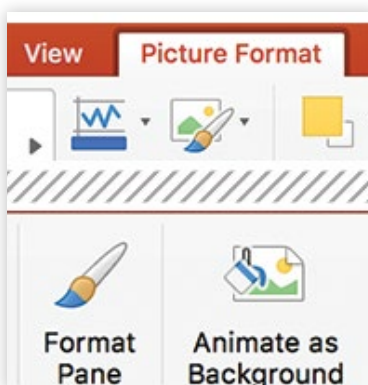 View Picture Format
Format Pane
Animate as Background